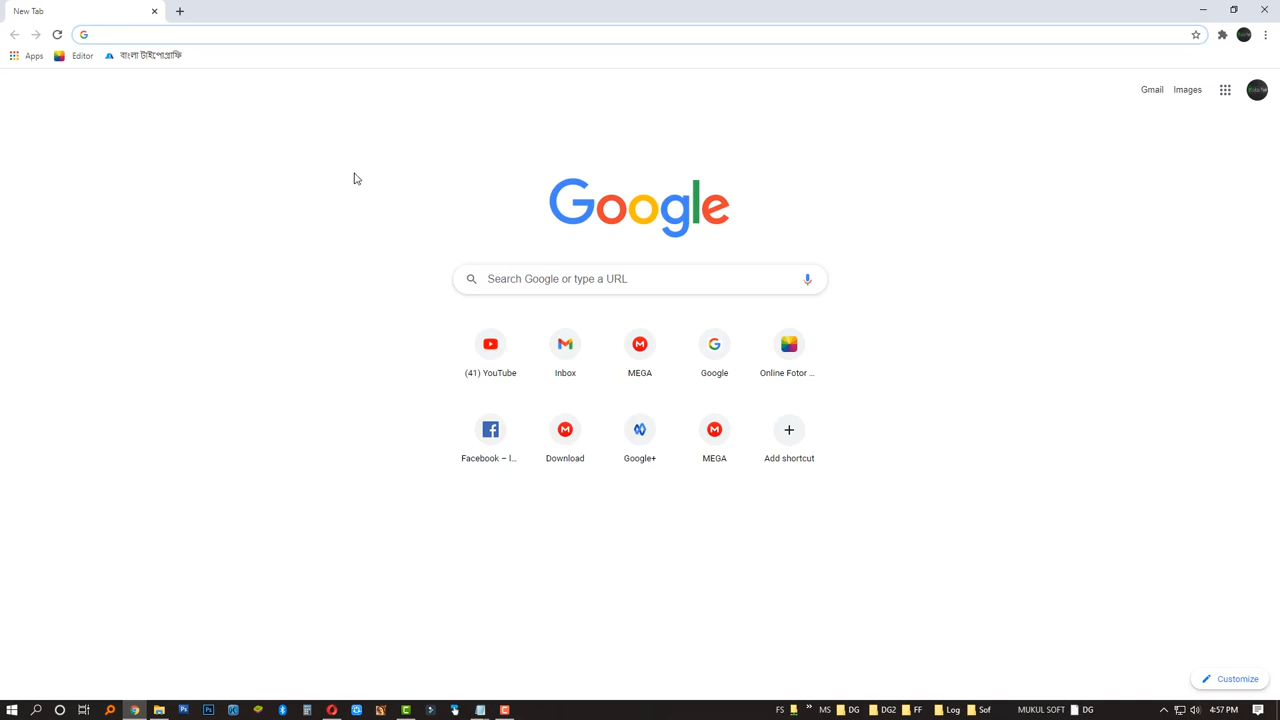 New Tab
Apps
Editor
বাংলা টাইপোগ্রাফি
Gmail
Images
Google
Search Google or type a URL
(41) YouTube
Inbox
MEGA
Google
Online Fotor ...
Facebook – l...
Download
Google+
MEGA
Add shortcut
Customize
FS
MS
DG
DG2
FF
Log
Sof
MUKUL SOFT
DG
4:57 PM